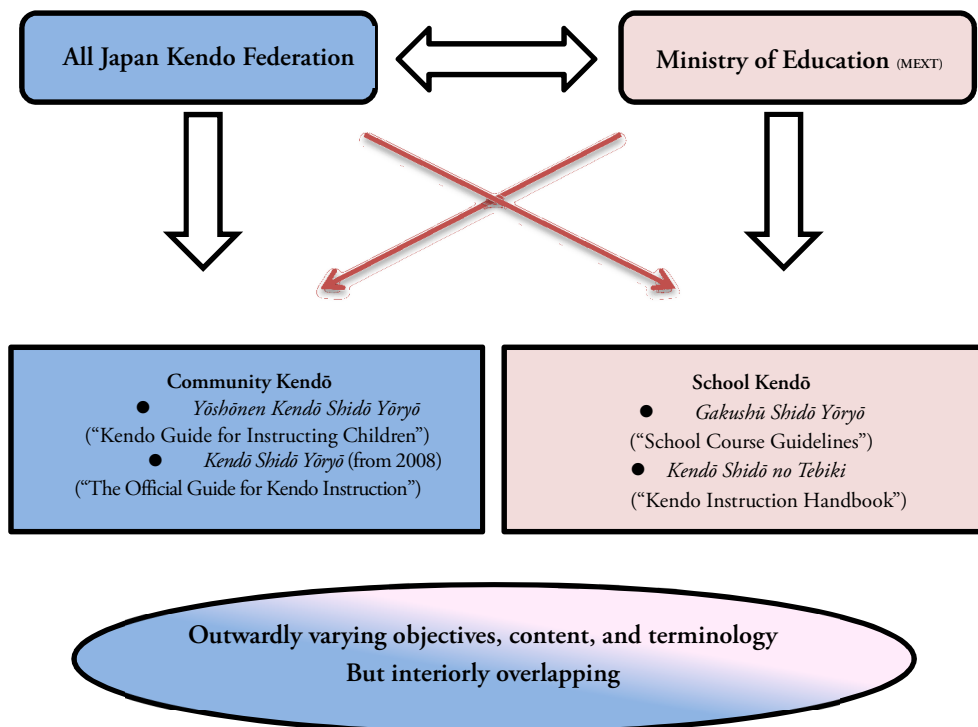 All Japan Kendo Federation
Ministry of Education (MEXT)
Community Kendō
● Yōshōnen Kendō Shidō Yōryō
(“Kendo Guide for Instructing Children”)
● Kendō Shidō Yōryō (from 2008)
(“The Official Guide for Kendo Instruction”)
School Kendō
● Gakushū Shidō Yōryō
(“School Course Guidelines”)
● Kendō Shidō no Tebiki
(“Kendo Instruction Handbook”)
Outwardly varying objectives, content, and terminology
But interiorly overlapping